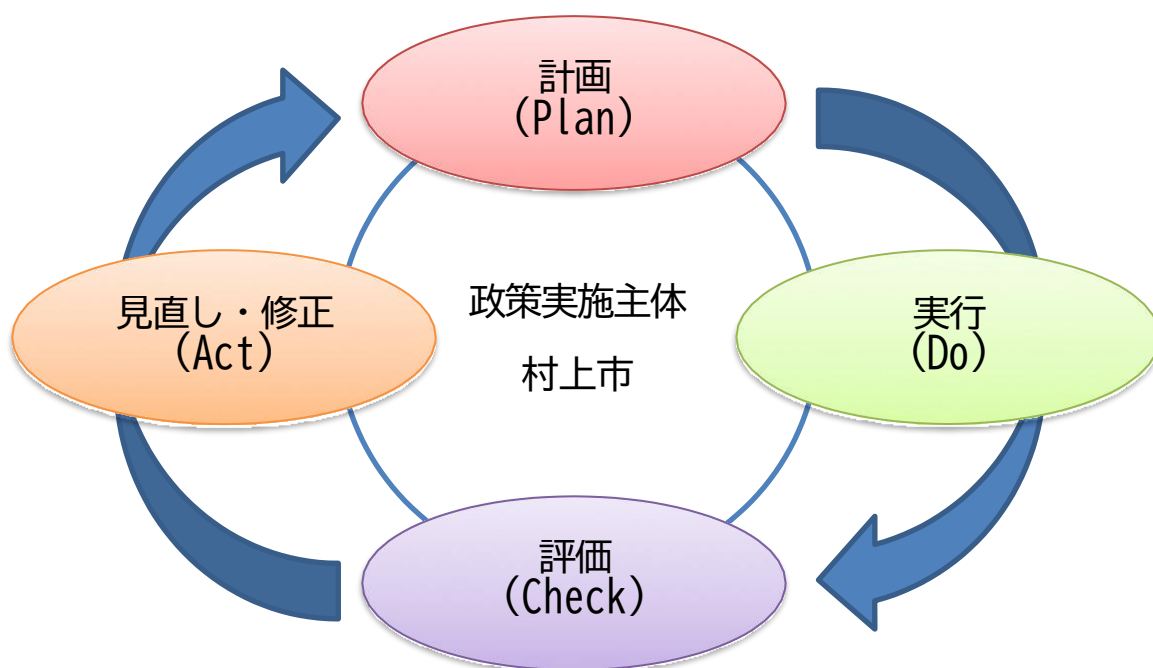 計画
(Plan)
見直し・修正
(Act)
政策実施主体
村上市
実行
(Do)
評価
(Check)